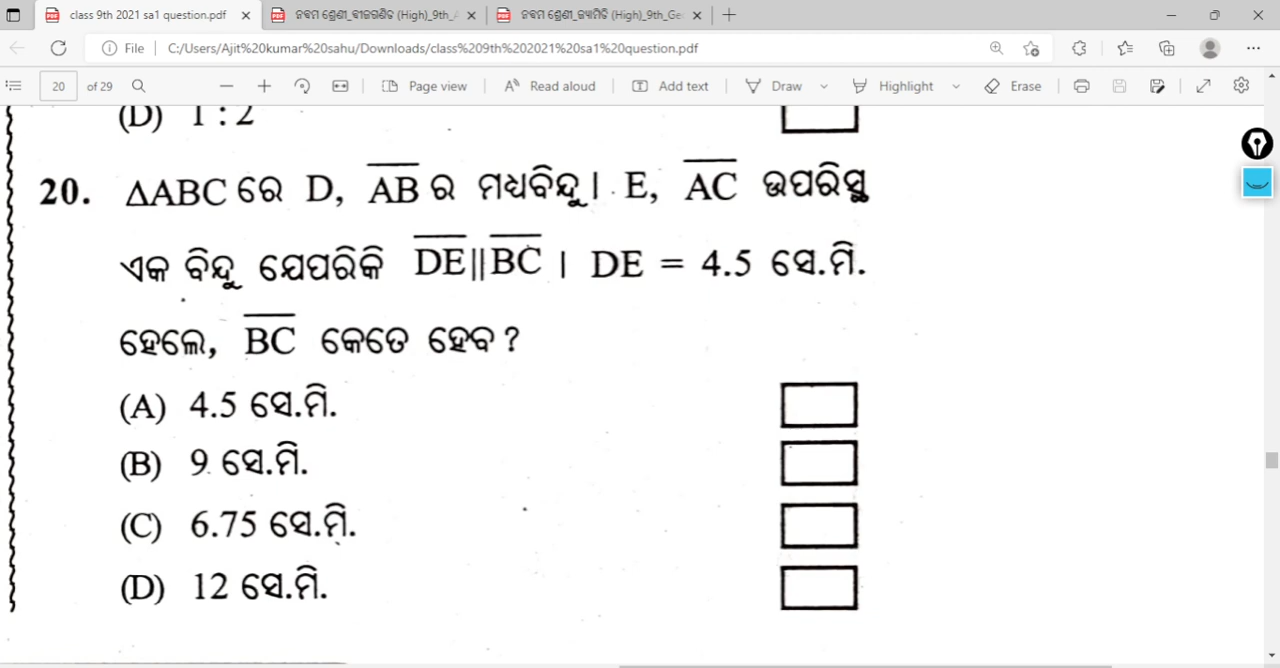 class 9th 2021 sa1 question.pdf
ନବମ ଶ୍ରେଣୀ_ବୀଜଗଣିତ (High)_9th_
ନବମ ଶ୍ରେଣୀ_ଜ୍ୟାମିତି (High)_9th_Ge
File C:/Users/Ajit%20kumar%20sahu/Downloads/class%209th%202021%20sa1%20question.pdf
20 of 29 Page view Read aloud Add text Draw Highlight Erase
(D) 1 : 2
20. ΔABC ରେ D, AB ର ମଧ୍ୟବିନ୍ଦୁ। E, AC ଉପରିସ୍ଥ
ଏକ ବିନ୍ଦୁ ଯେପରିକି DE||BC । DE = 4.5 ସେ.ମି.
ହେଲେ, BC କେତେ ହେବ ?
(A) 4.5 ସେ.ମି.
(B) 9 ସେ.ମି.
(C) 6.75 ସେ.ମି.
(D) 12 ସେ.ମି.